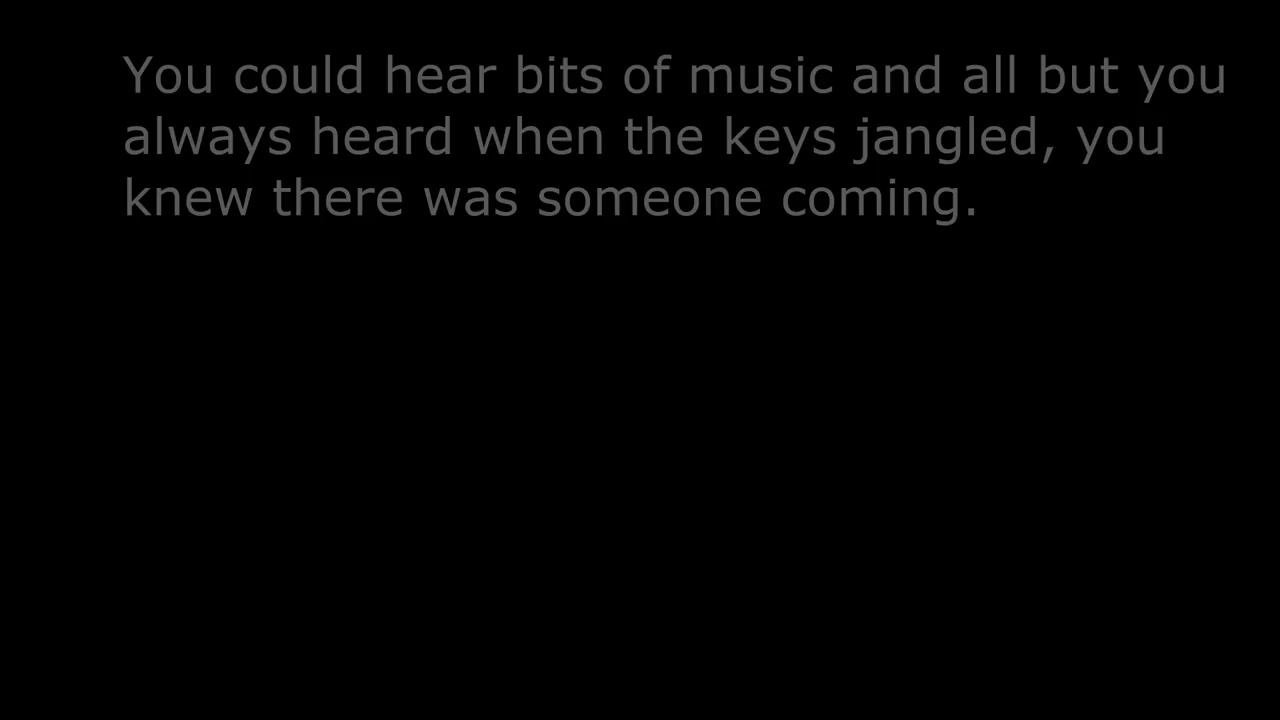 You could hear bits of music and all but you
always heard when the keys jangled, you
knew there was someone coming.